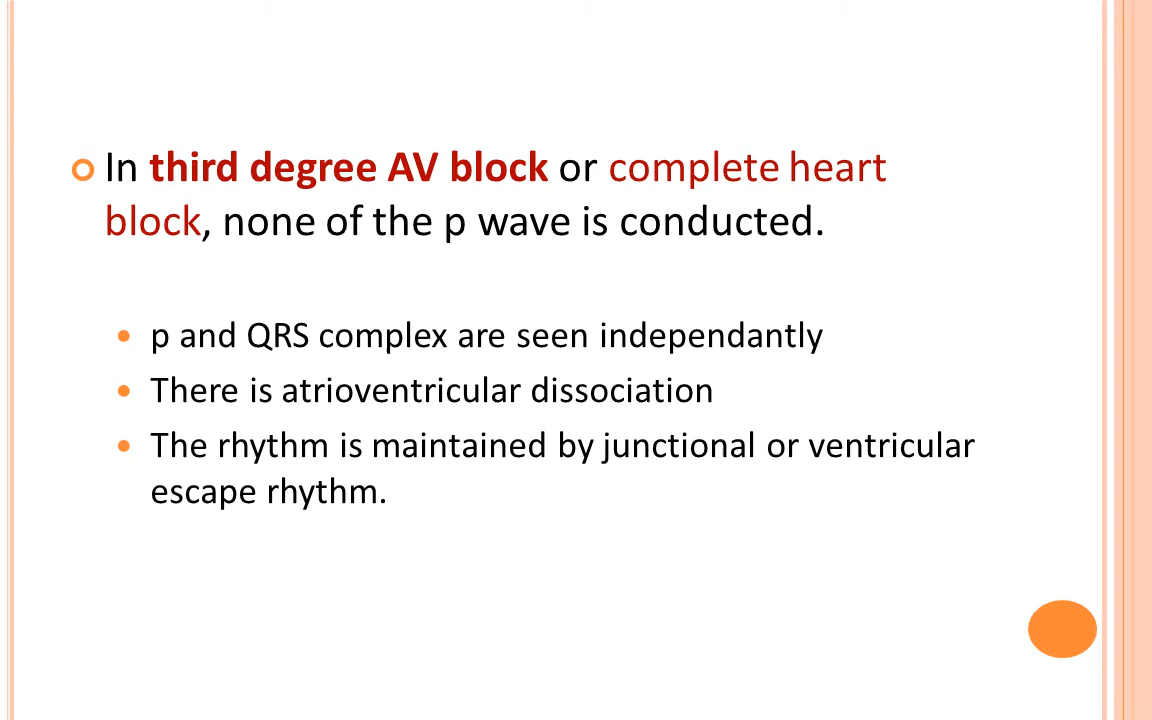 In third degree AV block or complete heart
block, none of the p wave is conducted.
p and QRS complex are seen independantly
There is atrioventricular dissociation
The rhythm is maintained by junctional or ventricular
escape rhythm.